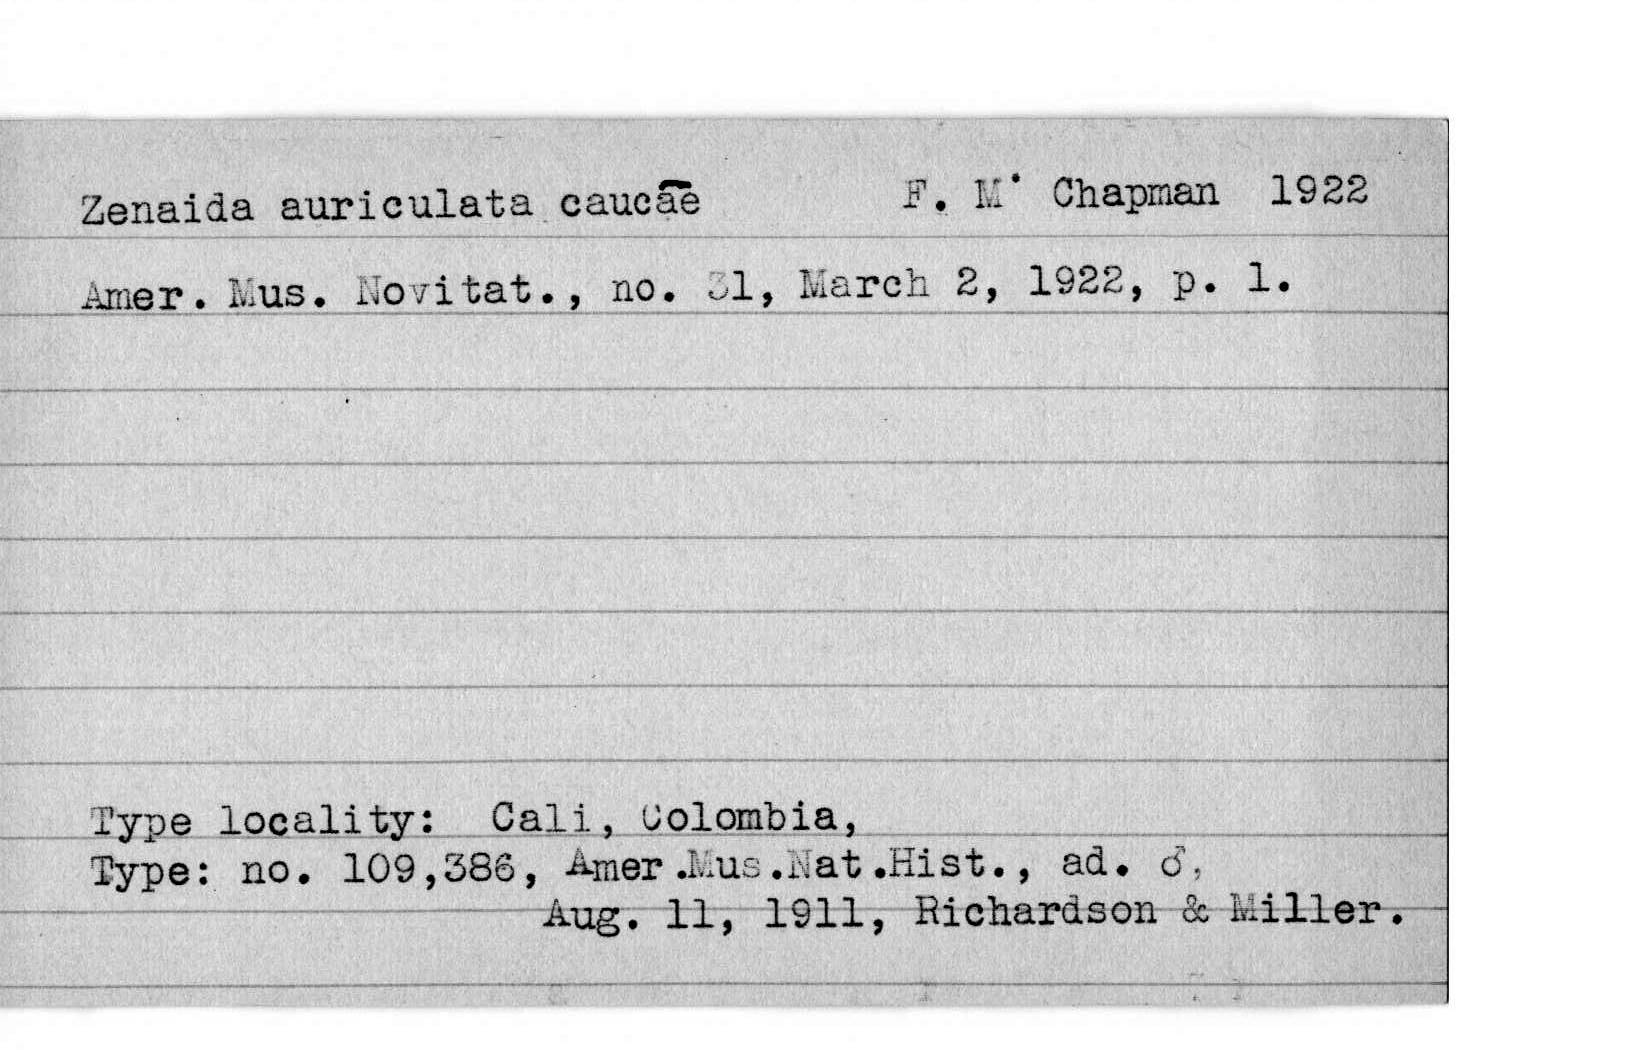 Zenaida auriculata caucae F. M. Chapman 1922
Amer. Mus. Novitat., no. 31, March 2, 1922, p. 1.
Type locality: Cali, Colombia,
Type: no. 109,386, Amer.Mus.Nat.Hist., ad. ♂,
Aug. 11, 1911, Richardson & Miller.